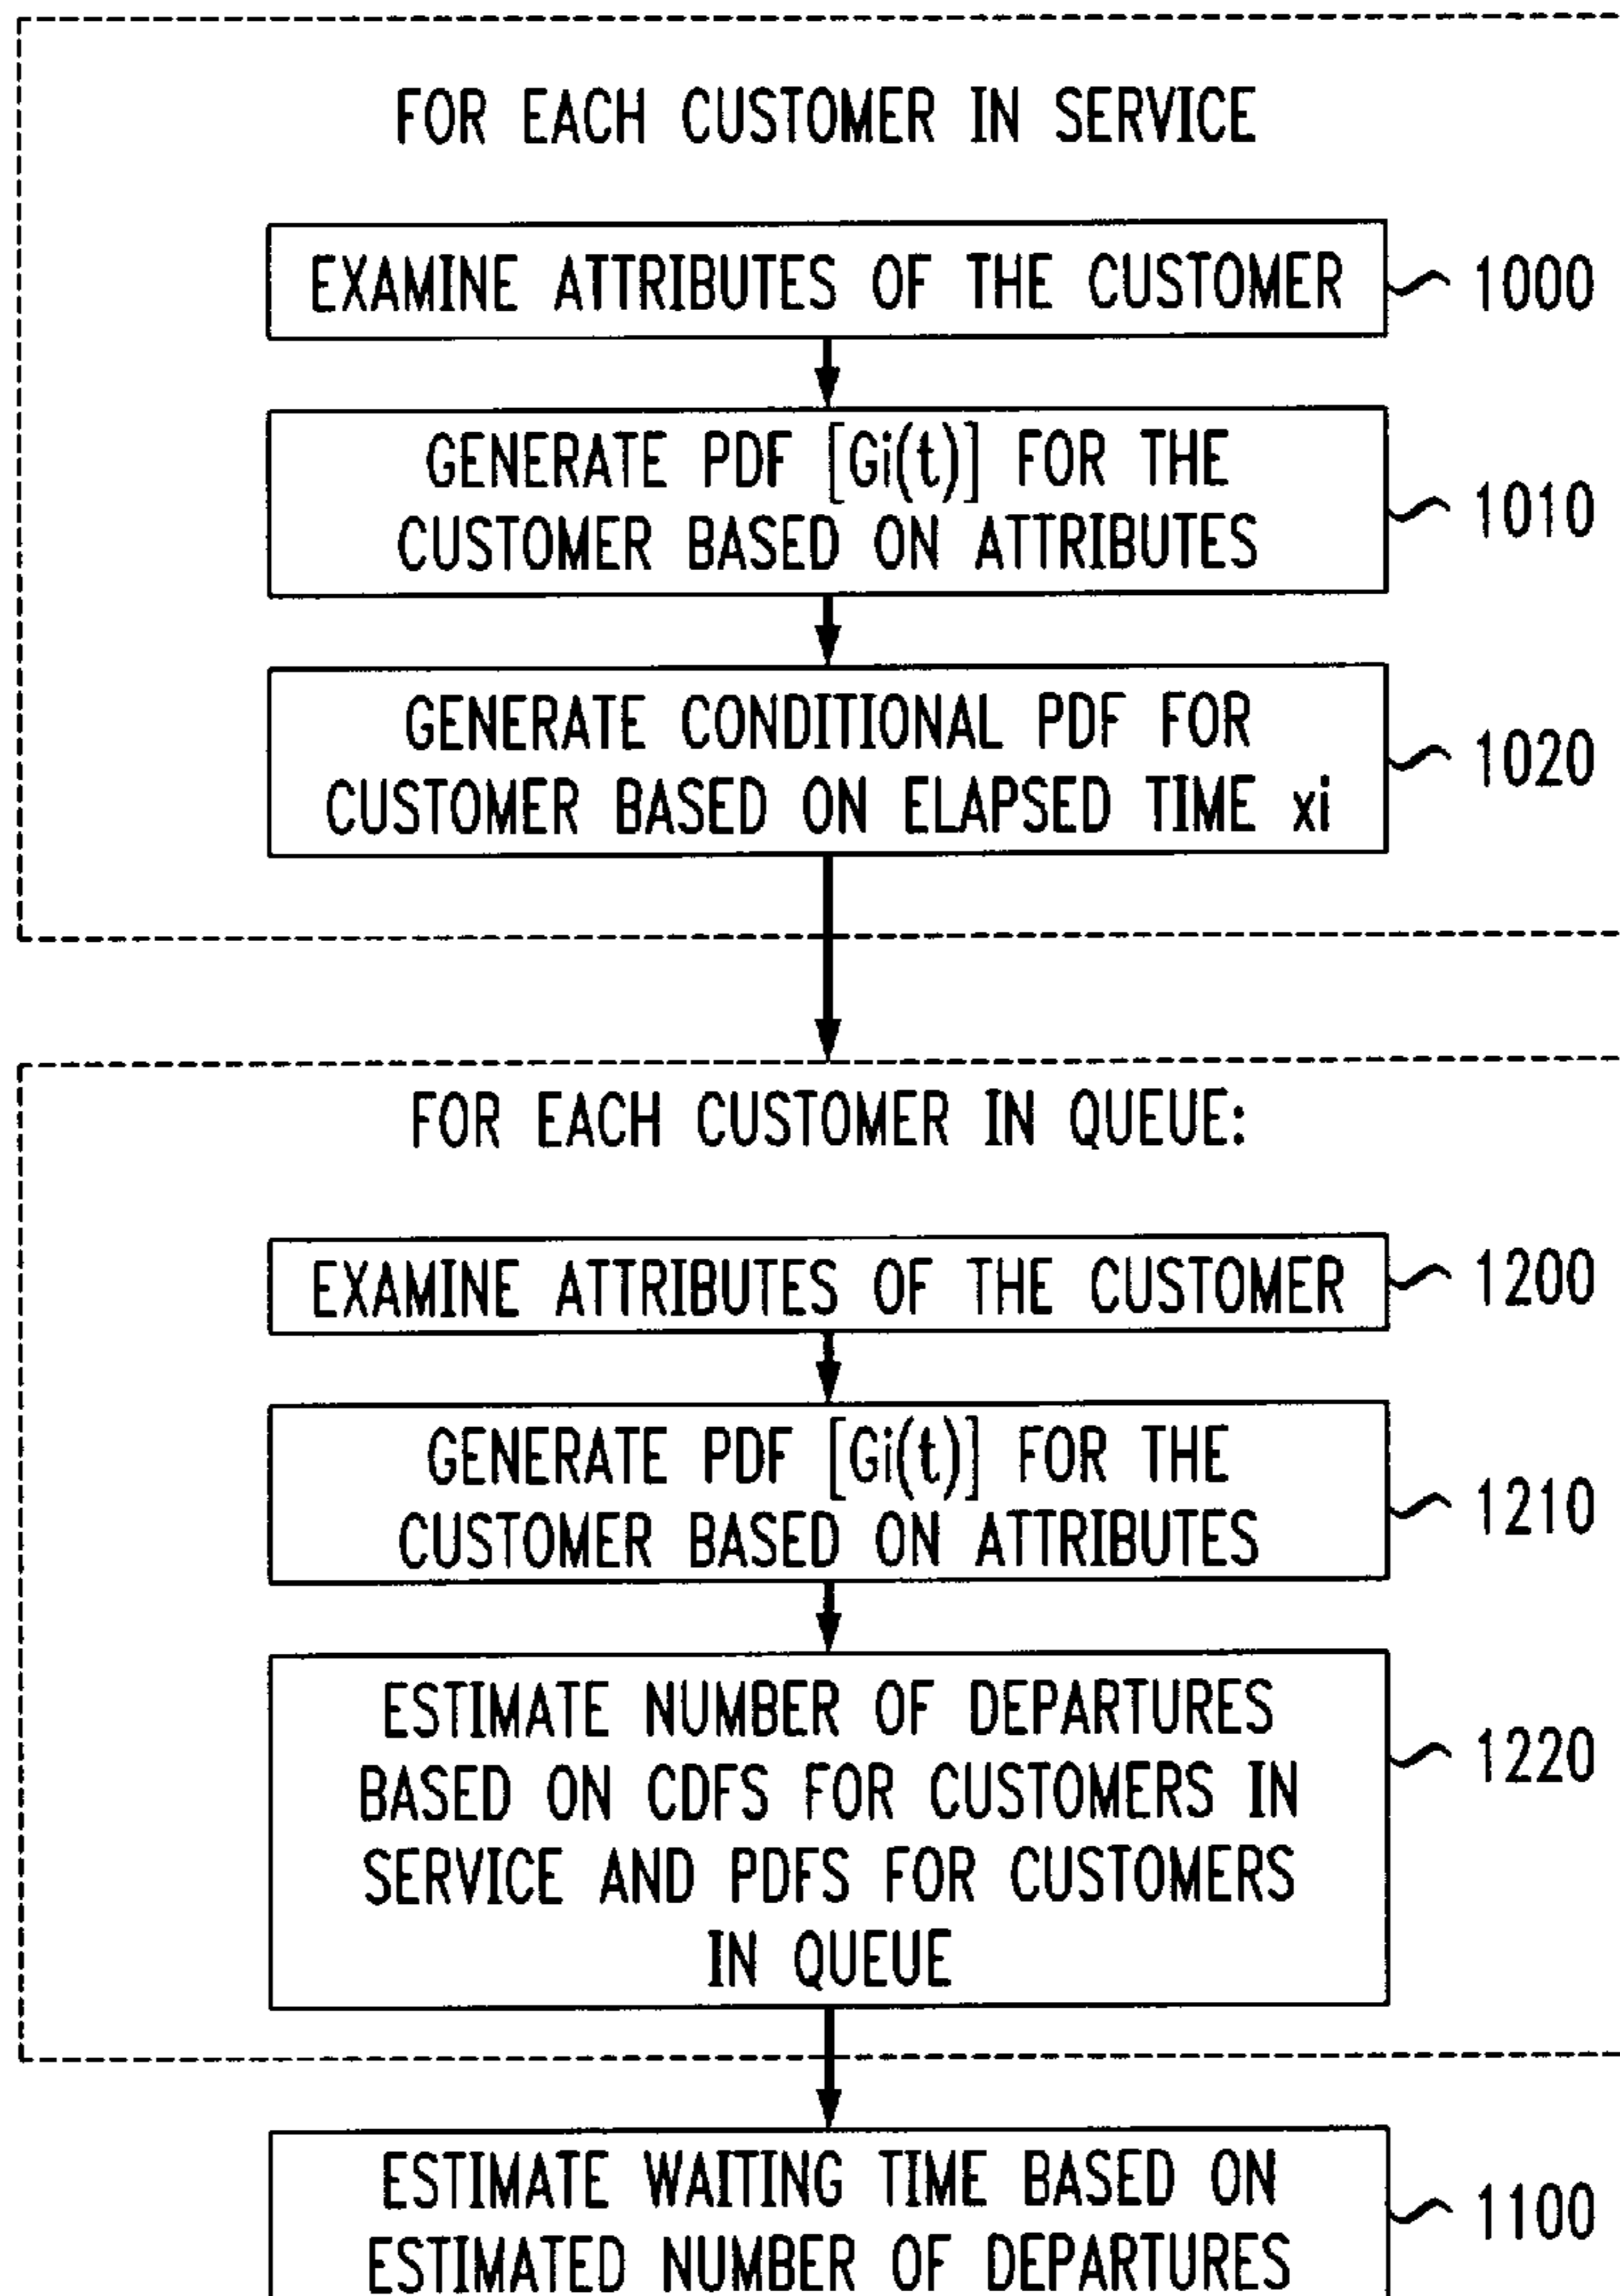 FOR EACH CUSTOMER IN SERVICE
EXAMINE ATTRIBUTES OF THE CUSTOMER
1000
GENERATE PDF [Gi(t)] FOR THE
CUSTOMER BASED ON ATTRIBUTES
1010
GENERATE CONDITIONAL PDF FOR
CUSTOMER BASED ON ELAPSED TIME xi
1020
FOR EACH CUSTOMER IN QUEUE:
EXAMINE ATTRIBUTES OF THE CUSTOMER
1200
GENERATE PDF [Gi(t)] FOR THE
CUSTOMER BASED ON ATTRIBUTES
1210
ESTIMATE NUMBER OF DEPARTURES
BASED ON CDFS FOR CUSTOMERS IN
SERVICE AND PDFS FOR CUSTOMERS
IN QUEUE
1220
ESTIMATE WAITING TIME BASED ON
ESTIMATED NUMBER OF DEPARTURES
1100